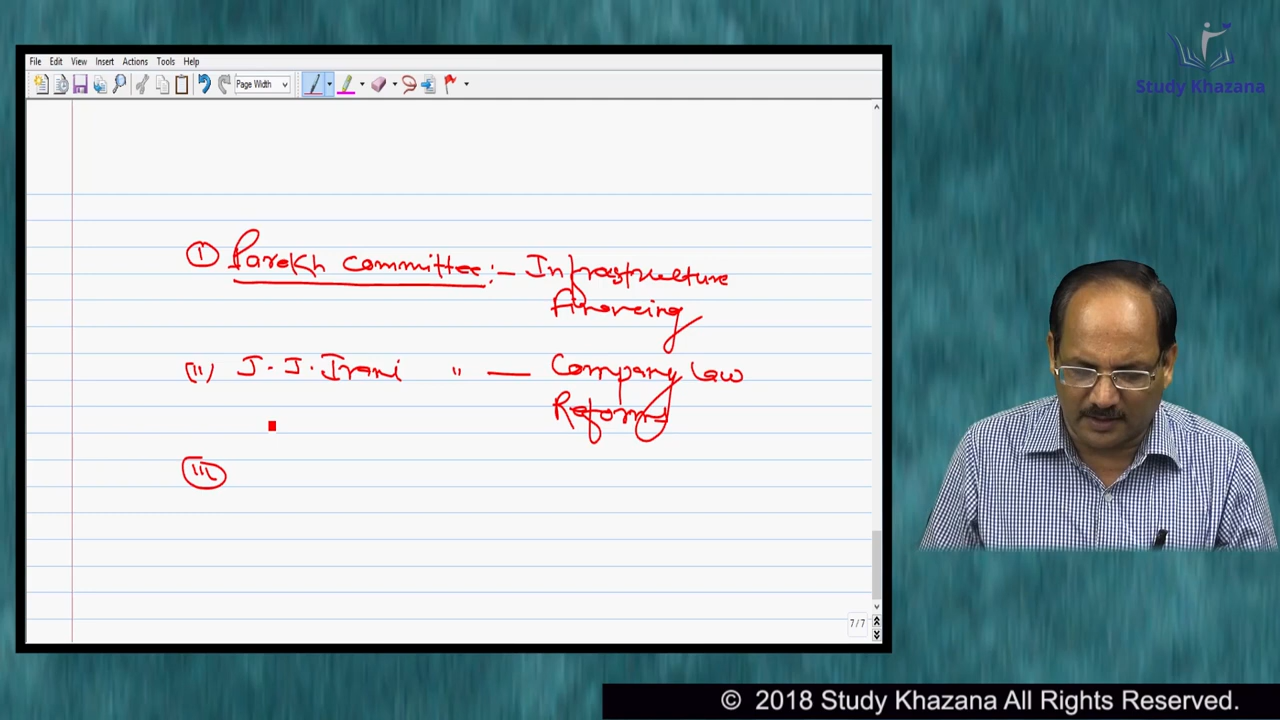 Study Khazana
File Edit View Insert Actions Tools Help
Page Width
① Parekh committee:- Infrastructure
financing
(ii) J. J. Irani " — Company law
Reforms
(iii)
7/7
© 2018 Study Khazana All Rights Reserved.